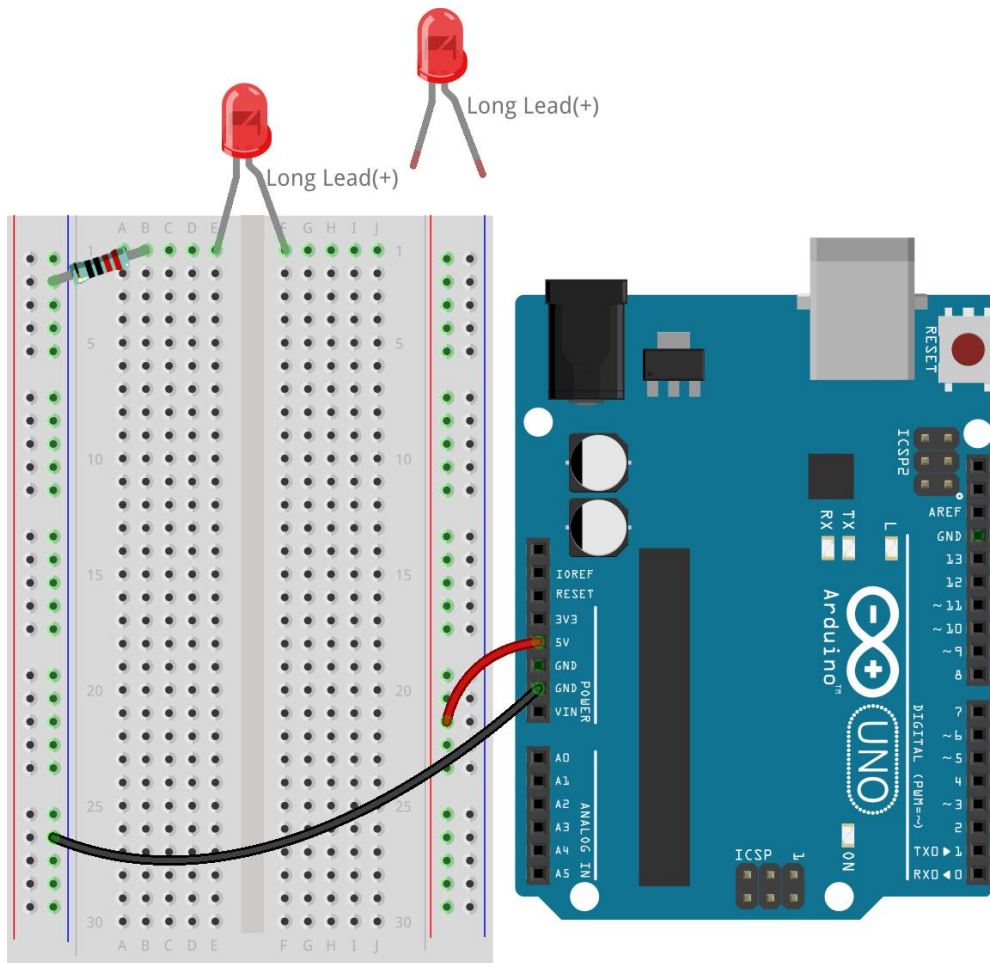 Long Lead(+)
Long Lead(+)
A B C D E F G H I J
1 1
5 5
10 10
15 15
20 20
25 25
30 30
A B C D E F G H I J
RESET
ICSP2
AREF
GND
13
12
~11
~10
~9
8
7
~6
~5
4
~3
2
TX0 1
RX0 0
DIGITAL (PWM=~)
L
TX
RX
Arduino™
UNO
ON
ICSP
1
IOREF
RESET
3V3
5V
GND
GND
VIN
POWER
A0
A1
A2
A3
A4
A5
ANALOG IN